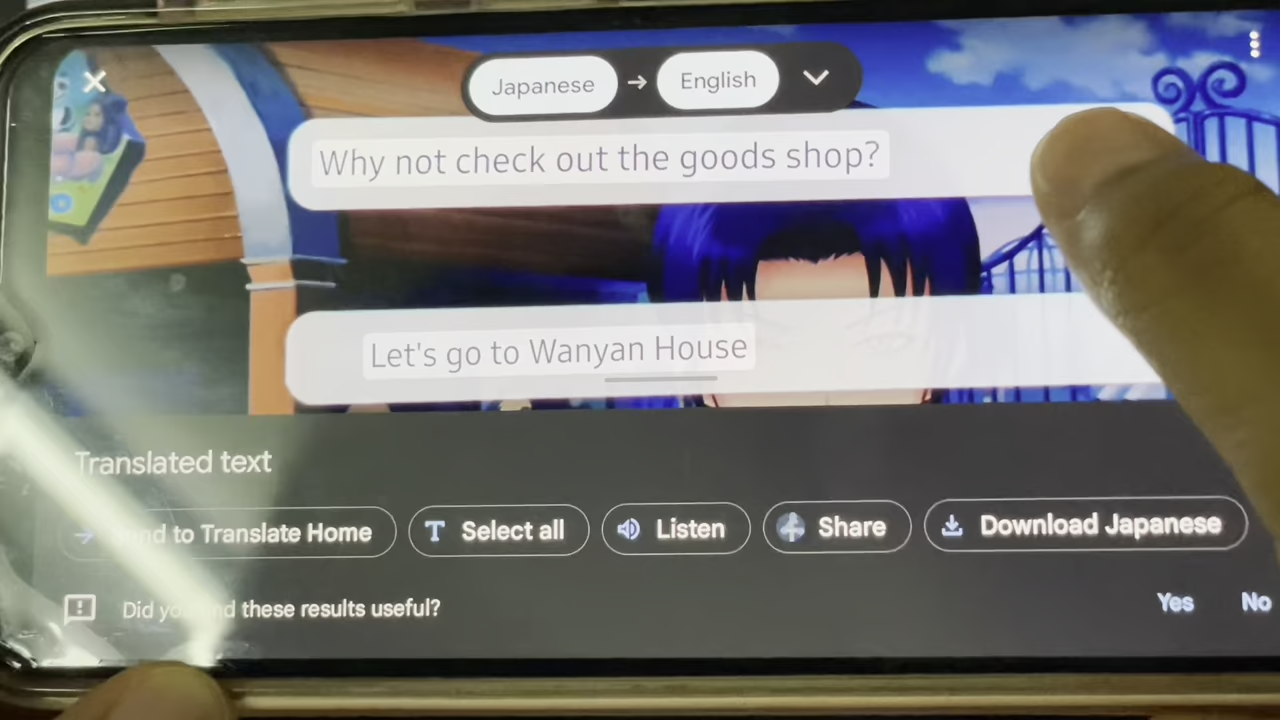 Japanese → English
Why not check out the goods shop?
Let's go to Wanyan House
Translated text
to Translate Home
Select all
Listen
Share
Download Japanese
Did these results useful?
Yes
No